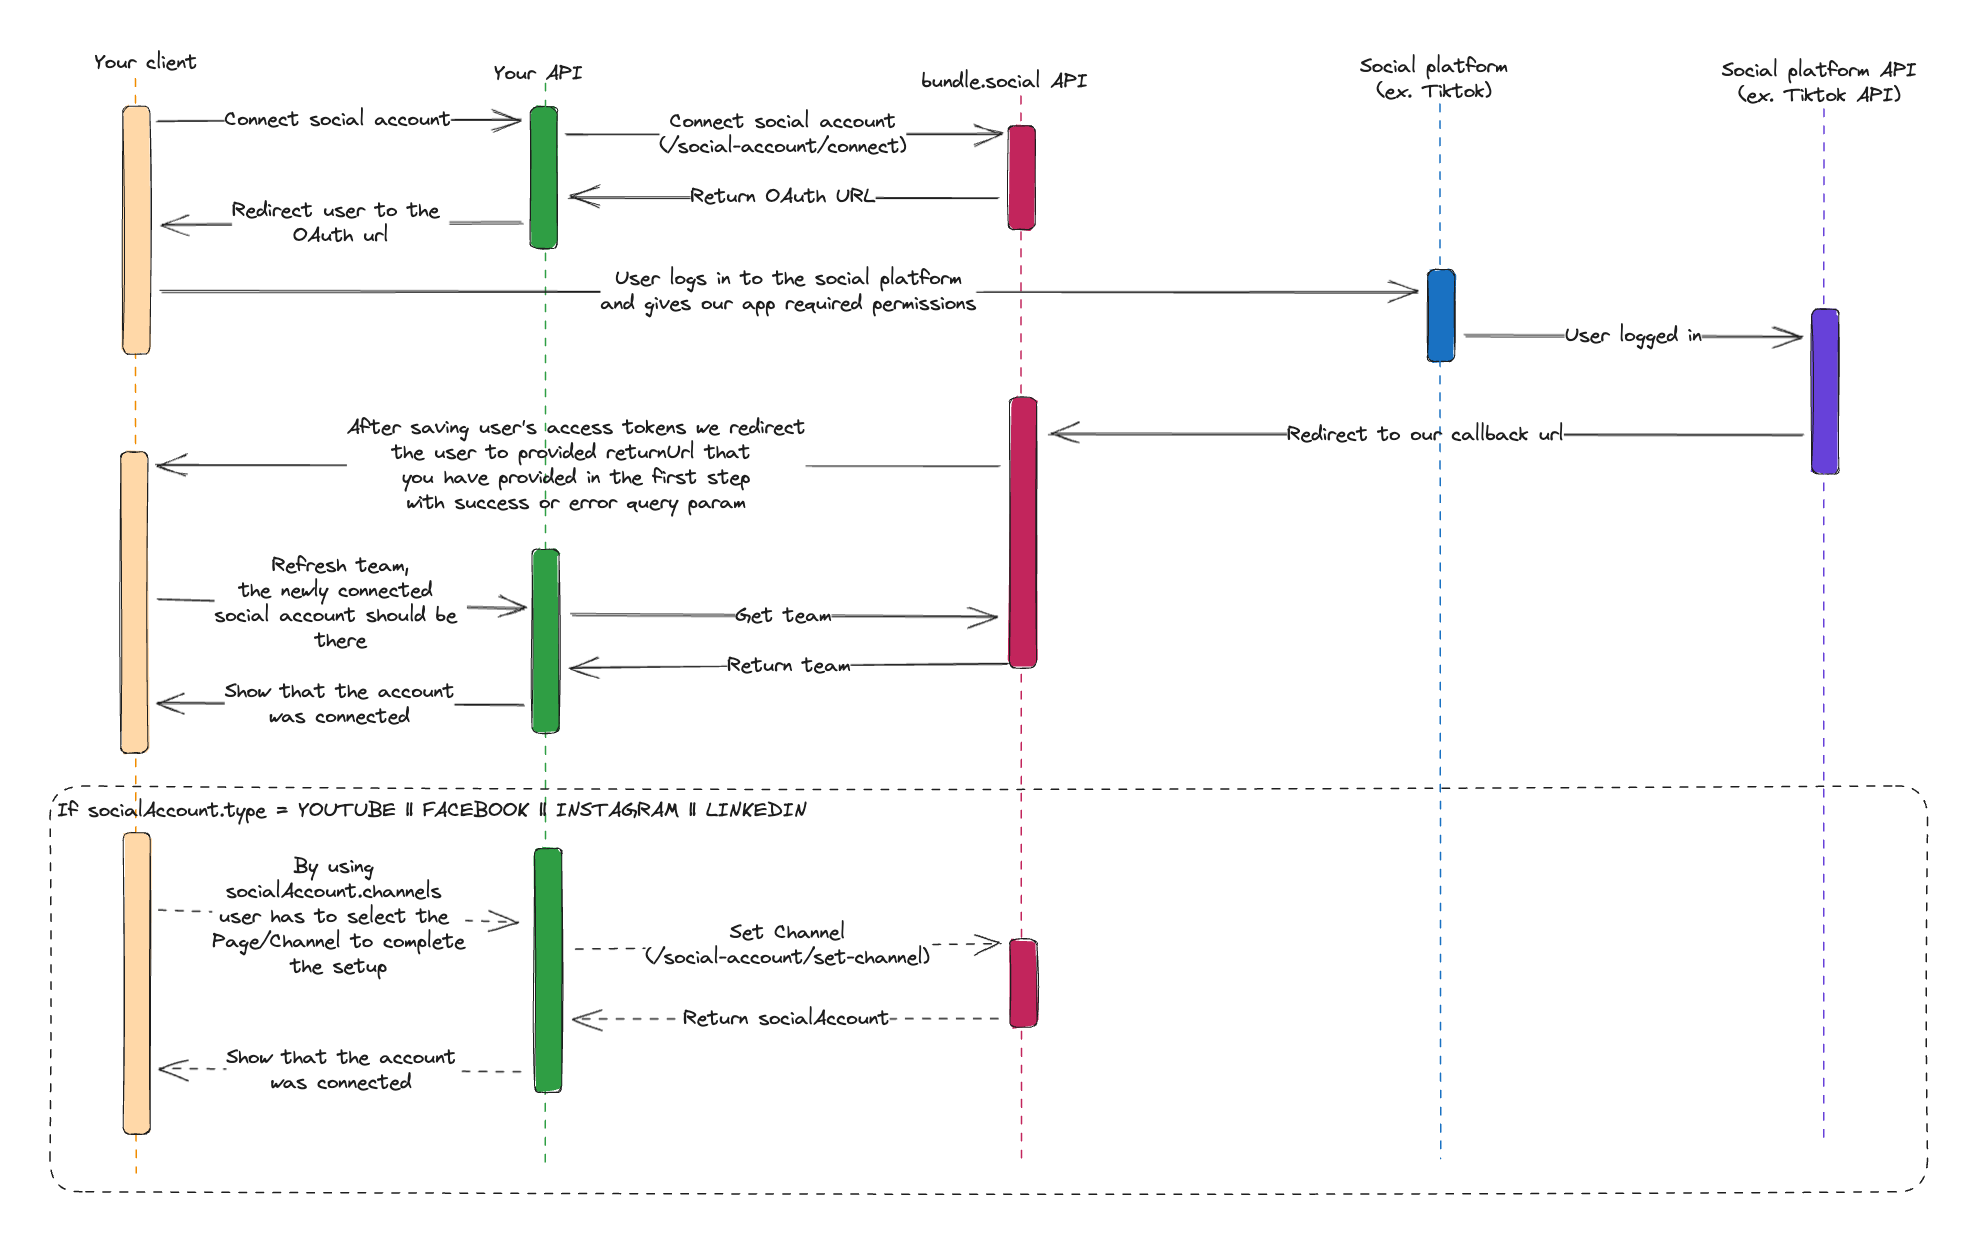 Your client
Your API
bundle.social API
Social platform
(ex. Tiktok)
Social platform API
(ex. Tiktok API)
Connect social account
Connect social account
(/social-account/connect)
Return OAuth URL
Redirect user to the
OAuth url
User logs in to the social platform
and gives our app required permissions
User logged in
Redirect to our callback url
After saving user's access tokens we redirect
the user to provided returnUrl that
you have provided in the first step
with success or error query param
Refresh team,
the newly connected
social account should be
there
Get team
Return team
Show that the account
was connected
If socialAccount.type = YOUTUBE || FACEBOOK || INSTAGRAM || LINKEDIN
By using
socialAccount.channels
user has to select the
Page/Channel to complete
the setup
Set Channel
(/social-account/set-channel)
Return socialAccount
Show that the account
was connected